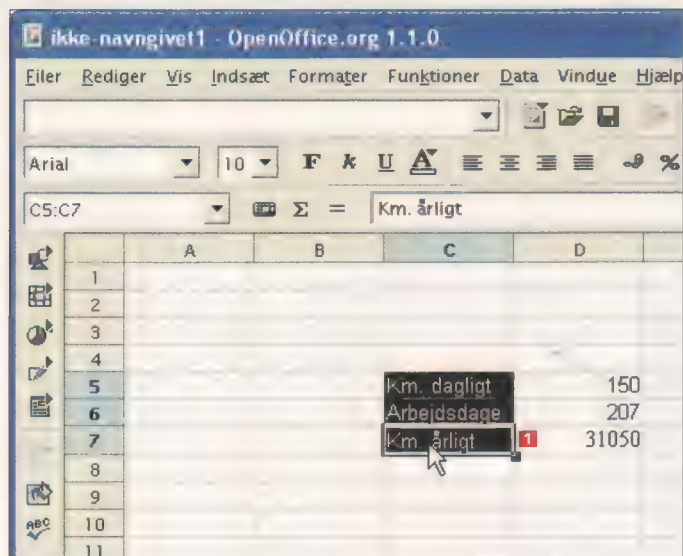 ikke-navngivet1 - OpenOffice.org 1.1.0
Filer Rediger Vis Indsæt Formater Funktioner Data Vindue Hjælp
Arial 10 F k U A %
C5:C7 Σ = Km. årligt
A B C D
1
2
3
4
5 Km. dagligt 150
6 Arbejdsdage 207
7 Km. årligt 1 31050
8
9
ABC 10
11